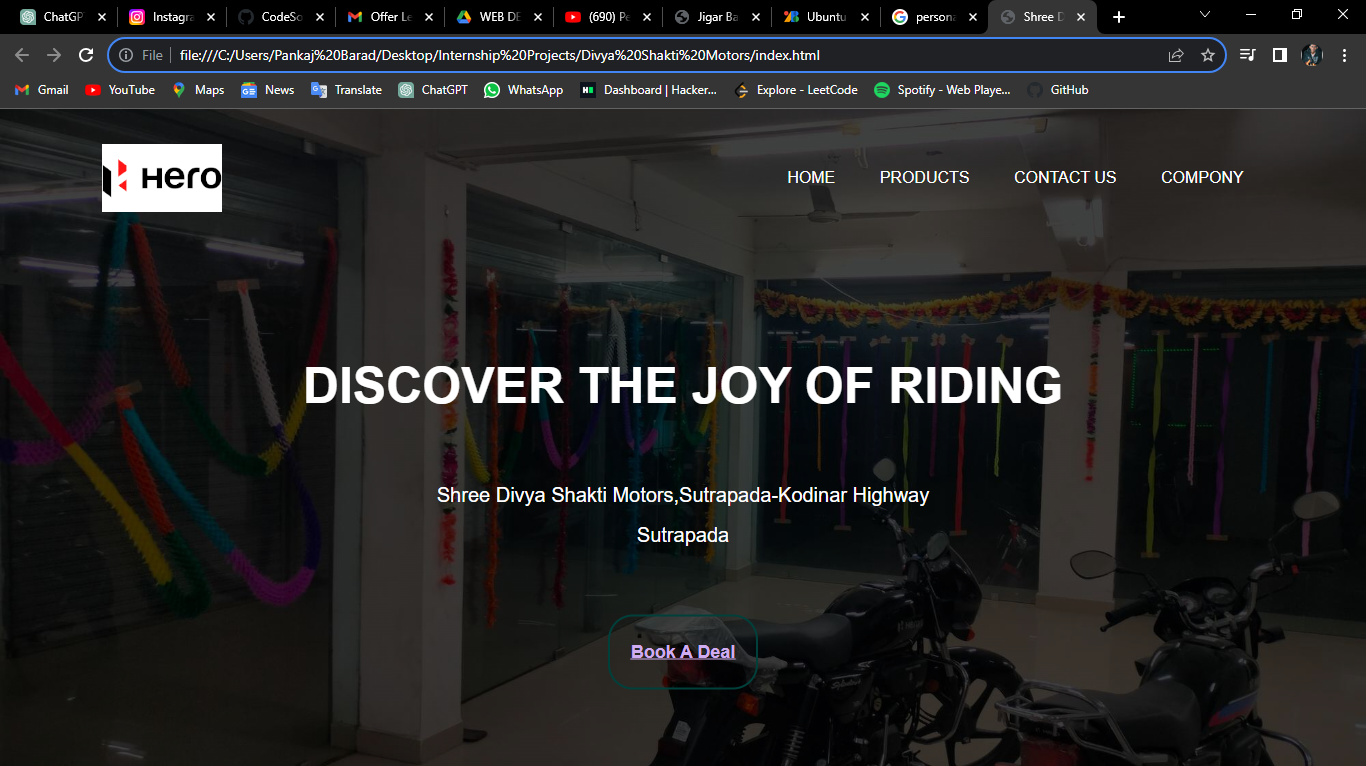 ChatGP
Instagra
CodeSo
Offer Le
WEB DE
(690) Pe
Jigar Ba
Ubuntu
persona
Shree D
File
file:///C:/Users/Pankaj%20Barad/Desktop/Internship%20Projects/Divya%20Shakti%20Motors/index.html
Gmail
YouTube
Maps
News
Translate
ChatGPT
WhatsApp
Dashboard | Hacker...
Explore - LeetCode
Spotify - Web Playe...
GitHub
Hero
HOME
PRODUCTS
CONTACT US
COMPONY
DISCOVER THE JOY OF RIDING
Shree Divya Shakti Motors,Sutrapada-Kodinar Highway
Sutrapada
Book A Deal
Splendor